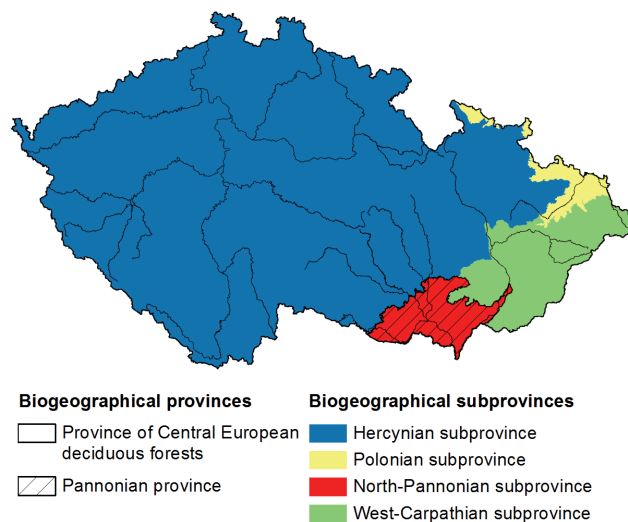 Biogeographical provinces
Province of Central European
deciduous forests
Pannonian province
Biogeographical subprovinces
Hercynian subprovince
Polonian subprovince
North-Pannonian subprovince
West-Carpathian subprovince